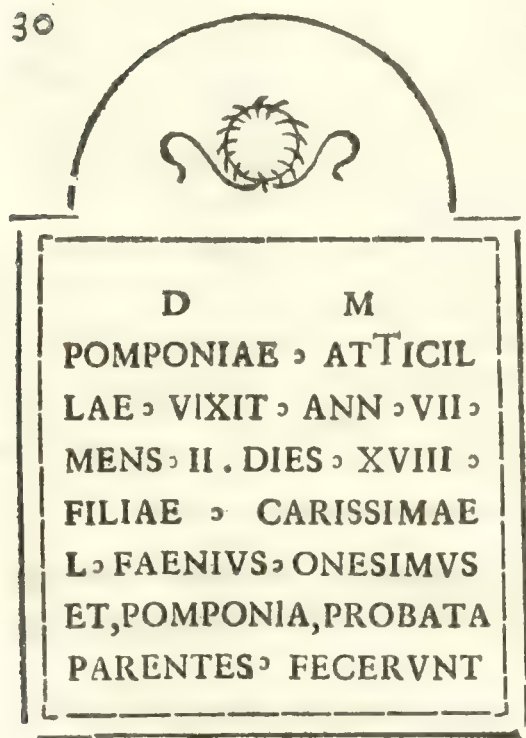 30
D M
POMPONIAE ɔ ATTICIL
LAE ɔ VIXIT ɔ ANN ɔ VII ɔ
MENS ɔ II . DIES ɔ XVIII ɔ
FILIAE ɔ CARISSIMAE
L ɔ FAENIVS ɔ ONESIMVS
ET, POMPONIA, PROBATA
PARENTES ɔ FECERVNT